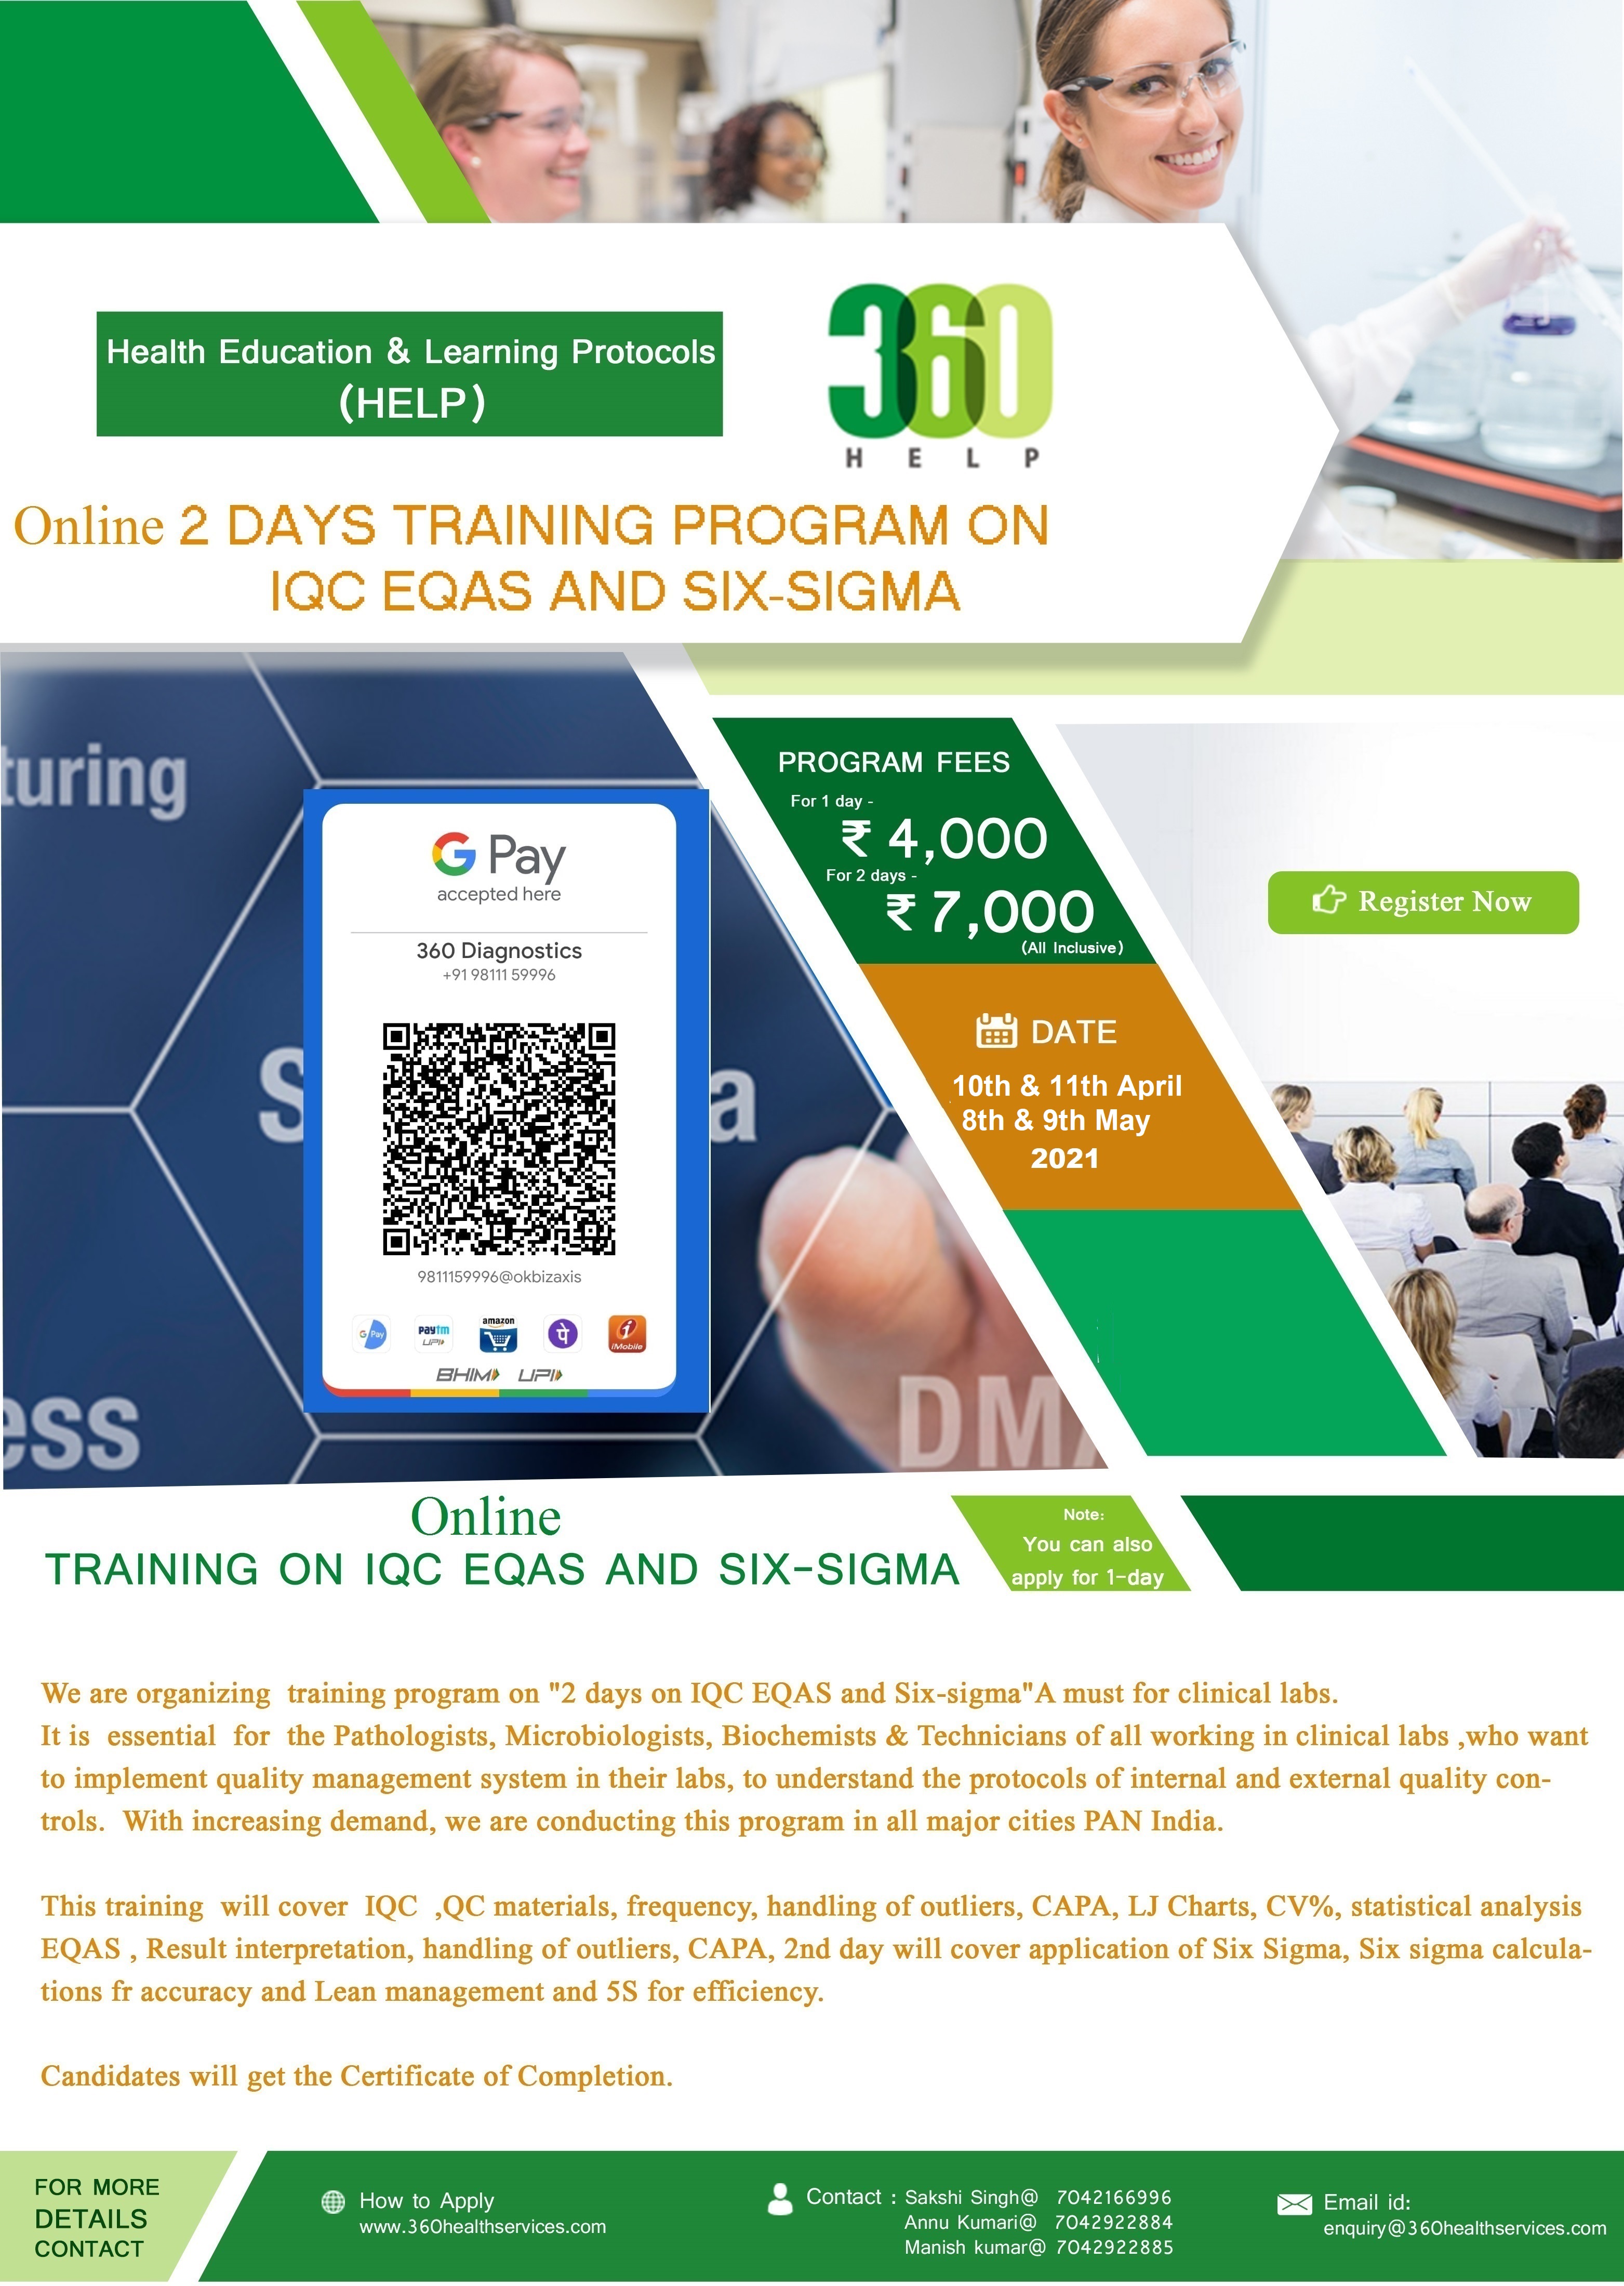 Health Education & Learning Protocols
(HELP)
360
H E L P
Online 2 DAYS TRAINING PROGRAM ON
IQC EQAS AND SIX-SIGMA
turing
S
a
ess
DMA
G Pay
accepted here
360 Diagnostics
+91 98111 59996
9811159996@okbizaxis
G Pay
paytm
UPI
amazon
पे
iMobile
BHIM UPI
PROGRAM FEES
For 1 day -
₹ 4,000
For 2 days -
₹ 7,000
(All Inclusive)
Register Now
DATE
10th & 11th April
8th & 9th May
2021
Online
TRAINING ON IQC EQAS AND SIX-SIGMA
Note:
You can also
apply for 1-day
We are organizing training program on "2 days on IQC EQAS and Six-sigma"A must for clinical labs.
It is essential for the Pathologists, Microbiologists, Biochemists & Technicians of all working in clinical labs ,who want
to implement quality management system in their labs, to understand the protocols of internal and external quality con-
trols. With increasing demand, we are conducting this program in all major cities PAN India.
This training will cover IQC ,QC materials, frequency, handling of outliers, CAPA, LJ Charts, CV%, statistical analysis
EQAS , Result interpretation, handling of outliers, CAPA, 2nd day will cover application of Six Sigma, Six sigma calcula-
tions fr accuracy and Lean management and 5S for efficiency.
Candidates will get the Certificate of Completion.
FOR MORE
DETAILS
CONTACT
How to Apply
www.360healthservices.com
Contact : Sakshi Singh@ 7042166996
Annu Kumari@ 7042922884
Manish kumar@ 7042922885
Email id:
enquiry@360healthservices.com